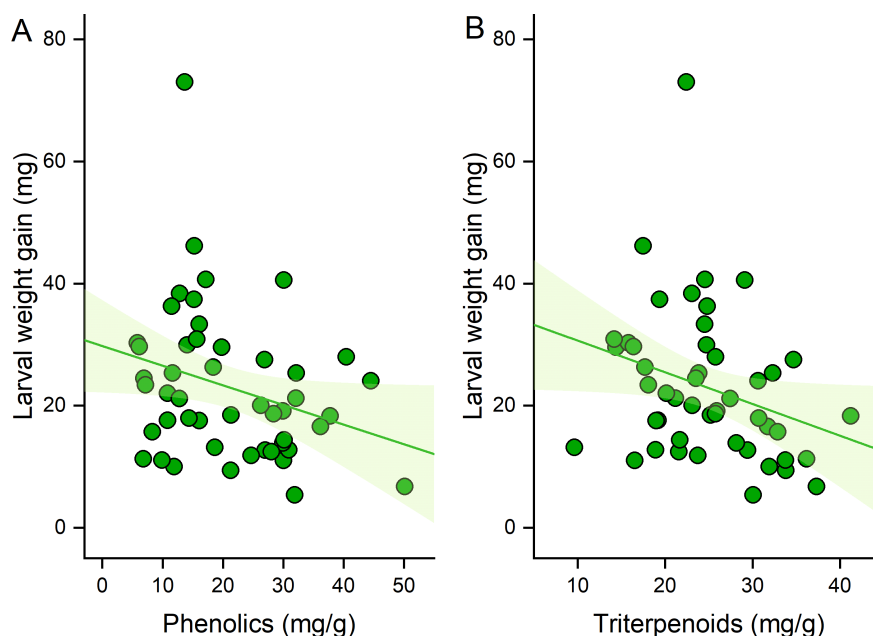 A
Larval weight gain (mg)
80
60
40
20
0
0 10 20 30 40 50
Phenolics (mg/g)
B
Larval weight gain (mg)
80
60
40
20
0
10 20 30 40
Triterpenoids (mg/g)